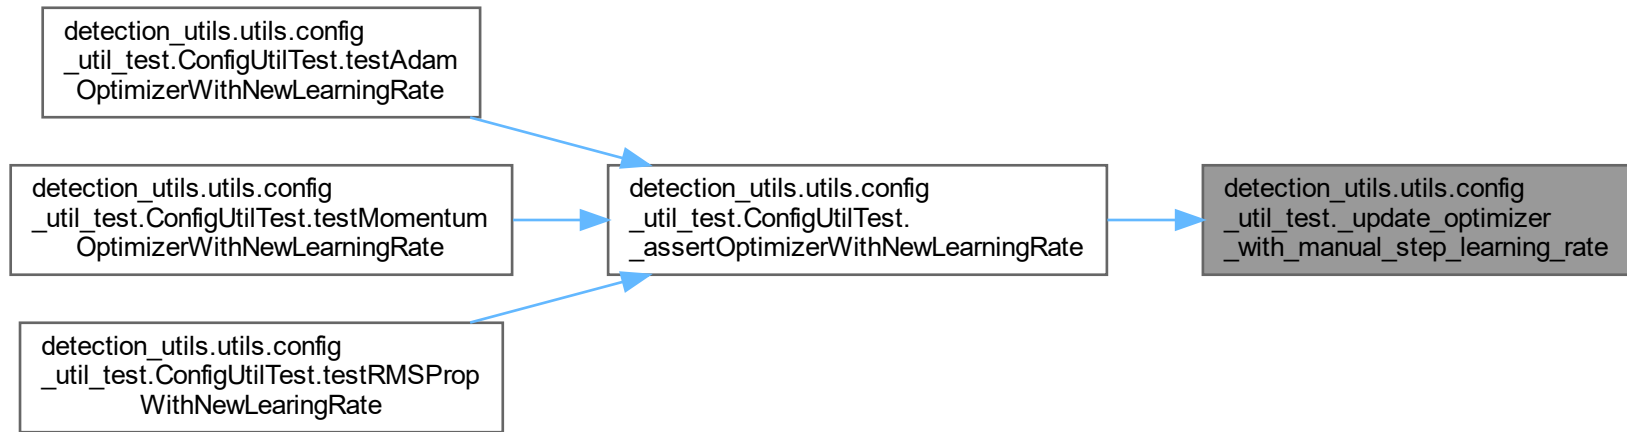 detection_utils.utils.config
_util_test.ConfigUtilTest.testAdam
OptimizerWithNewLearningRate
detection_utils.utils.config
_util_test.ConfigUtilTest.testMomentum
OptimizerWithNewLearningRate
detection_utils.utils.config
_util_test.ConfigUtilTest.testRMSProp
WithNewLearingRate
detection_utils.utils.config
_util_test.ConfigUtilTest.
_assertOptimizerWithNewLearningRate
detection_utils.utils.config
_util_test._update_optimizer
_with_manual_step_learning_rate